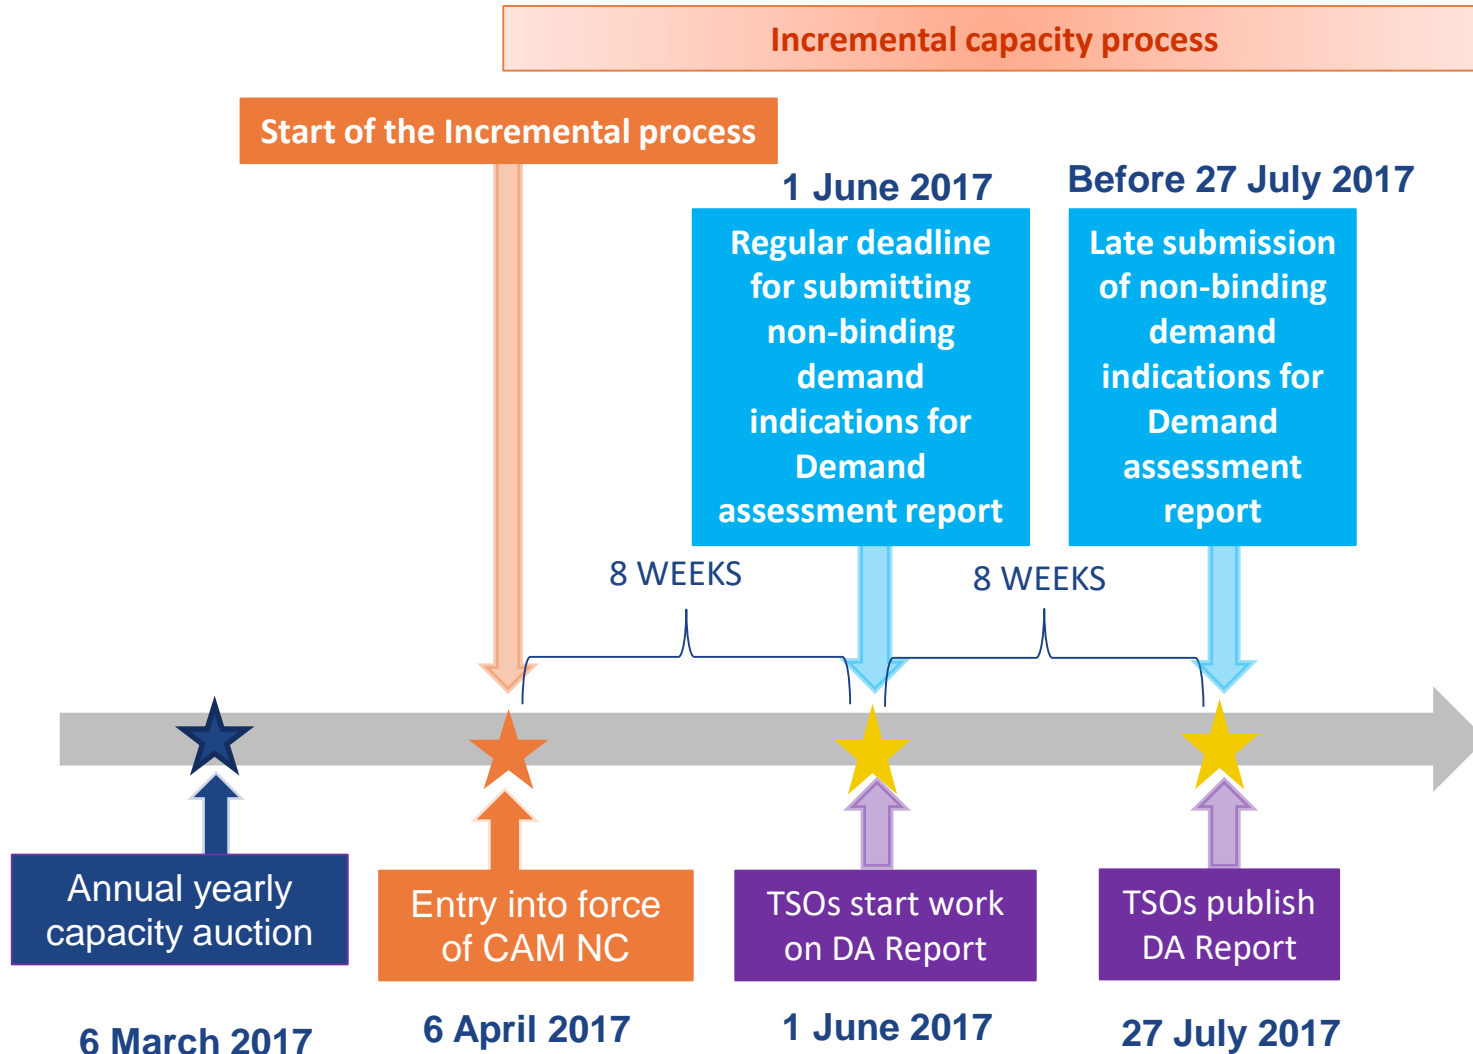 Incremental capacity process
Start of the Incremental process
1 June 2017
Before 27 July 2017
Regular deadline
for submitting
non-binding
demand
indications for
Demand
assessment report
Late submission
of non-binding
demand
indications for
Demand
assessment
report
8 WEEKS
8 WEEKS
Annual yearly
capacity auction
Entry into force
of CAM NC
TSOs start work
on DA Report
TSOs publish
DA Report
6 March 2017
6 April 2017
1 June 2017
27 July 2017